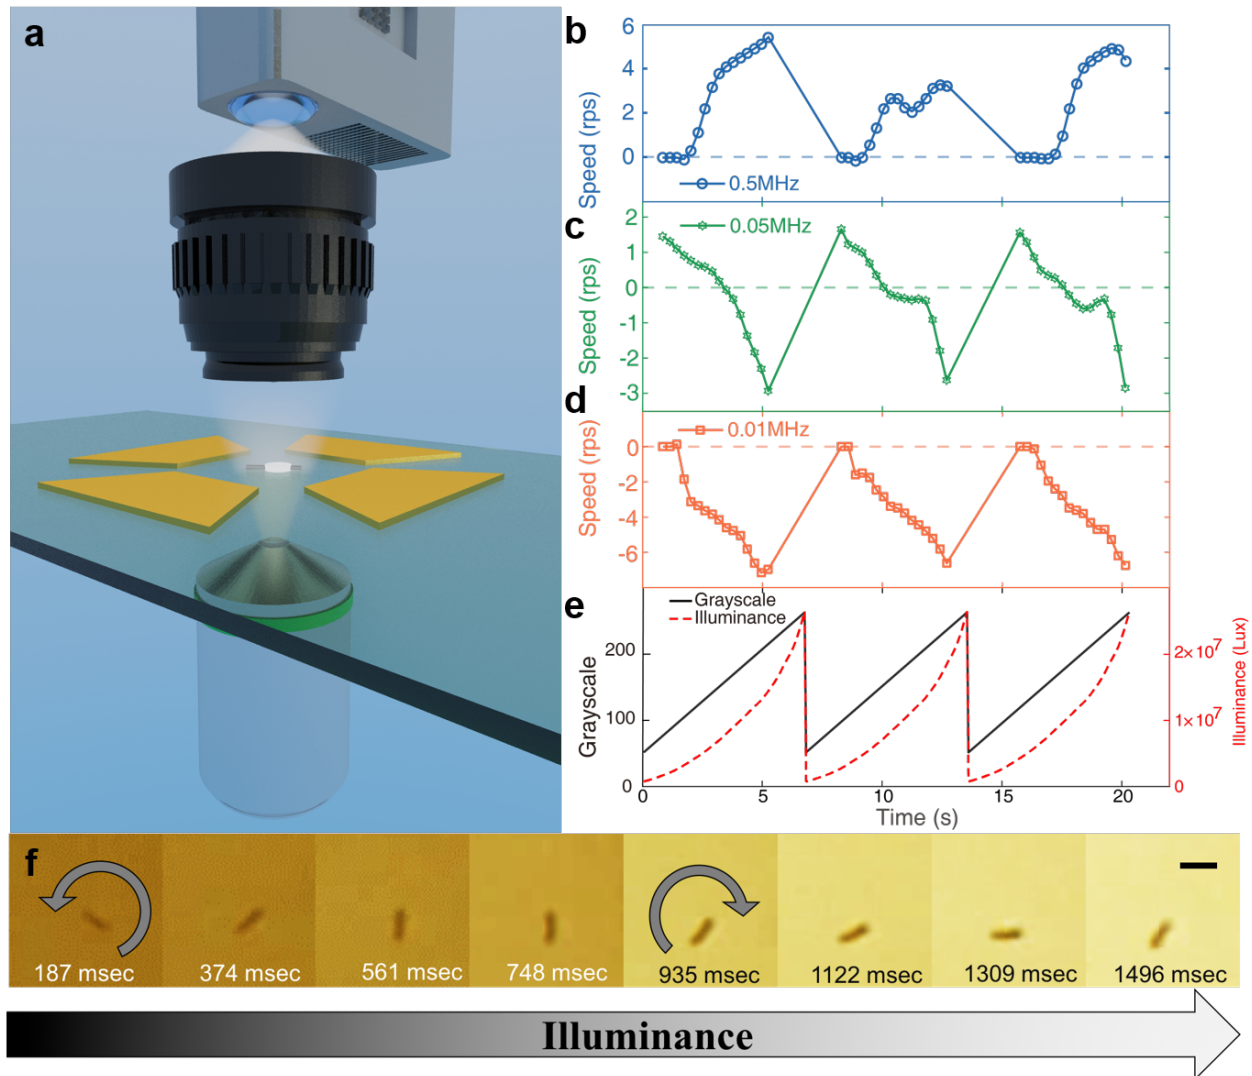 a
b
6
4
2
0
Speed (rps)
0.5MHz
c
2
1
0
-1
-2
-3
Speed (rps)
0.05MHz
d
0
-2
-4
-6
Speed (rps)
0.01MHz
e
Grayscale
Illuminance
200
100
0
Grayscale
2×10⁷
1×10⁷
0
Illuminance (Lux)
0 5 10 15 20
Time (s)
f
187 msec 374 msec 561 msec 748 msec 935 msec 1122 msec 1309 msec 1496 msec
Illuminance